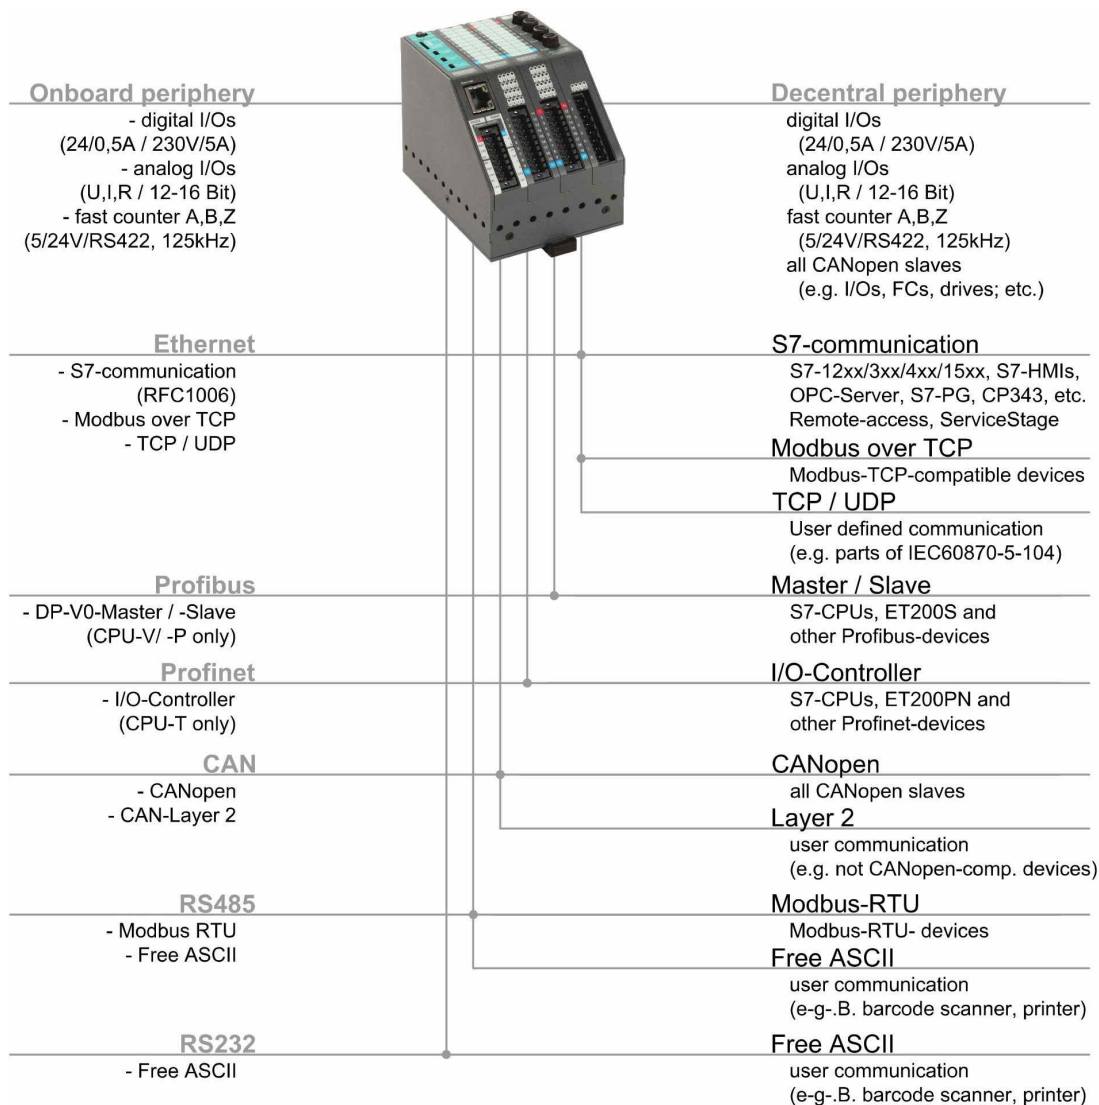 Onboard periphery
- digital I/Os
(24/0,5A / 230V/5A)
- analog I/Os
(U,I,R / 12-16 Bit)
- fast counter A,B,Z
(5/24V/RS422, 125kHz)
Decentral periphery
digital I/Os
(24/0,5A / 230V/5A)
analog I/Os
(U,I,R / 12-16 Bit)
fast counter A,B,Z
(5/24V/RS422, 125kHz)
all CANopen slaves
(e.g. I/Os, FCs, drives; etc.)
Ethernet
- S7-communication
(RFC1006)
- Modbus over TCP
- TCP / UDP
S7-communication
S7-12xx/3xx/4xx/15xx, S7-HMIs,
OPC-Server, S7-PG, CP343, etc.
Remote-access, ServiceStage
Modbus over TCP
Modbus-TCP-compatible devices
TCP / UDP
User defined communication
(e.g. parts of IEC60870-5-104)
Profibus
- DP-V0-Master / -Slave
(CPU-V/ -P only)
Master / Slave
S7-CPUs, ET200S and
other Profibus-devices
Profinet
- I/O-Controller
(CPU-T only)
I/O-Controller
S7-CPUs, ET200PN and
other Profinet-devices
CAN
- CANopen
- CAN-Layer 2
CANopen
all CANopen slaves
Layer 2
user communication
(e.g. not CANopen-comp. devices)
RS485
- Modbus RTU
- Free ASCII
Modbus-RTU
Modbus-RTU- devices
Free ASCII
user communication
(e-g-.B. barcode scanner, printer)
RS232
- Free ASCII
Free ASCII
user communication
(e-g-.B. barcode scanner, printer)